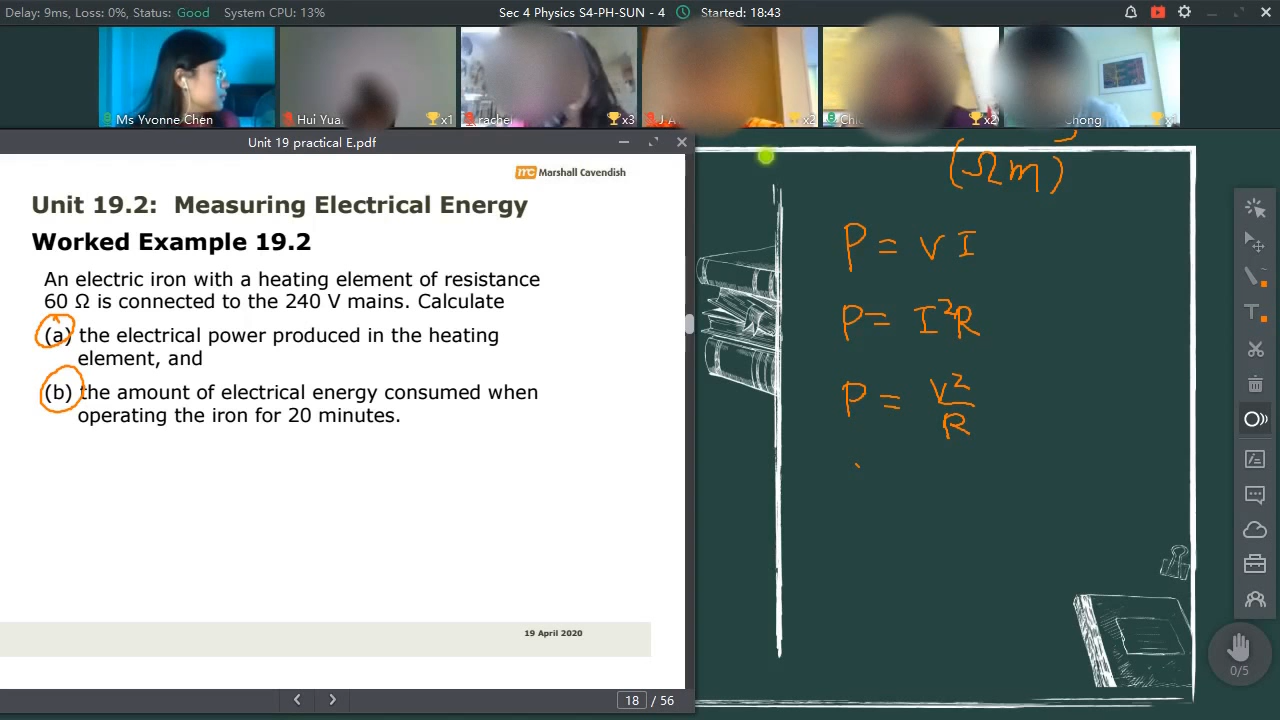 Delay: 9ms, Loss: 0%, Status: Good System CPU: 13% Sec 4 Physics S4-PH-SUN - 4 Started: 18:43
Ms Yvonne Chen Hui Yua x1 rachel x3 J A x2 x2 Chong
Unit 19 practical E.pdf
mc Marshall Cavendish
Unit 19.2: Measuring Electrical Energy
Worked Example 19.2
An electric iron with a heating element of resistance
60 Ω is connected to the 240 V mains. Calculate
(a) the electrical power produced in the heating
element, and
(b) the amount of electrical energy consumed when
operating the iron for 20 minutes.
19 April 2020
18 / 56
(Ωm)
P = VI
P = I²R
P = V²/R
0/5